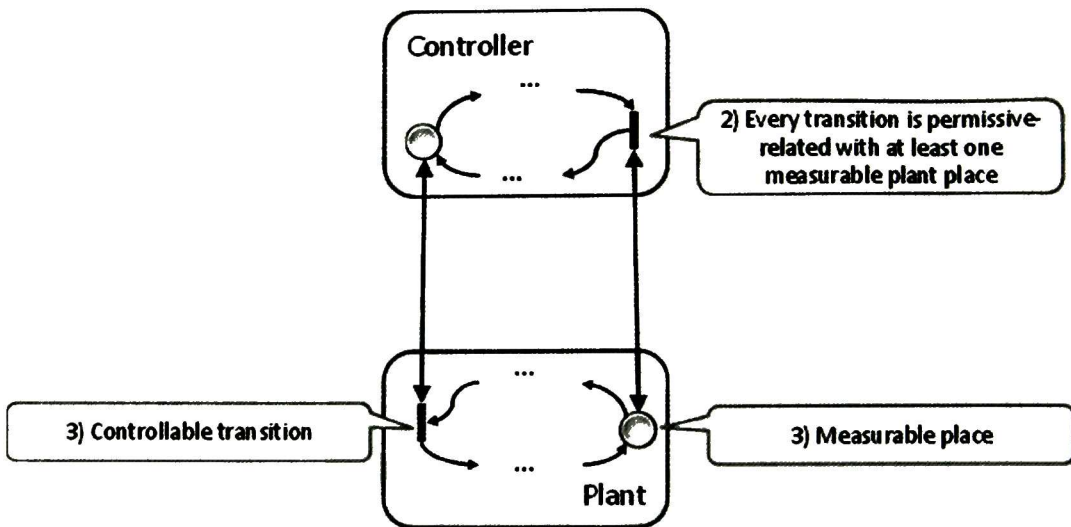 Controller
...
2) Every transition is permissive-
related with at least one
measurable plant place
...
...
3) Controllable transition
3) Measurable place
...
Plant